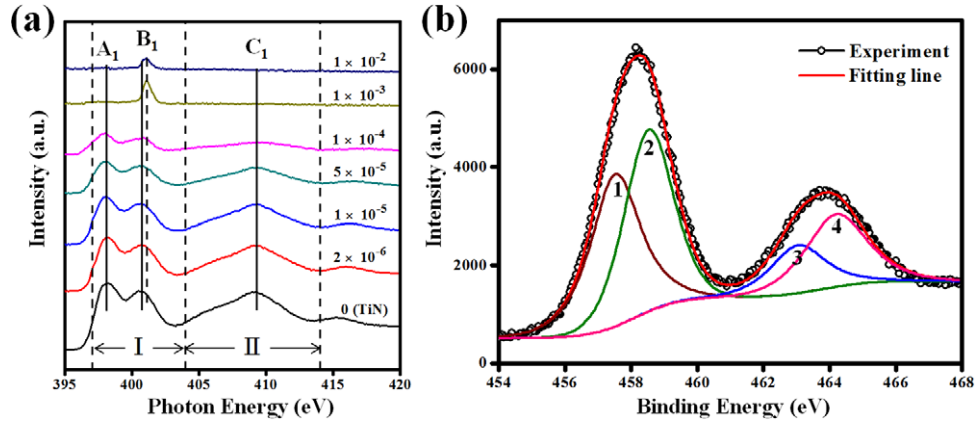 (a)
A₁
B₁
C₁
1 × 10⁻²
1 × 10⁻³
1 × 10⁻⁴
5 × 10⁻⁵
1 × 10⁻⁵
2 × 10⁻⁶
0 (TiN)
I
II
Intensity (a.u.)
395 400 405 410 415 420
Photon Energy (eV)
(b)
Experiment
Fitting line
1
2
3
4
6000
4000
2000
0
Intensity (a.u.)
454 456 458 460 462 464 466 468
Binding Energy (eV)